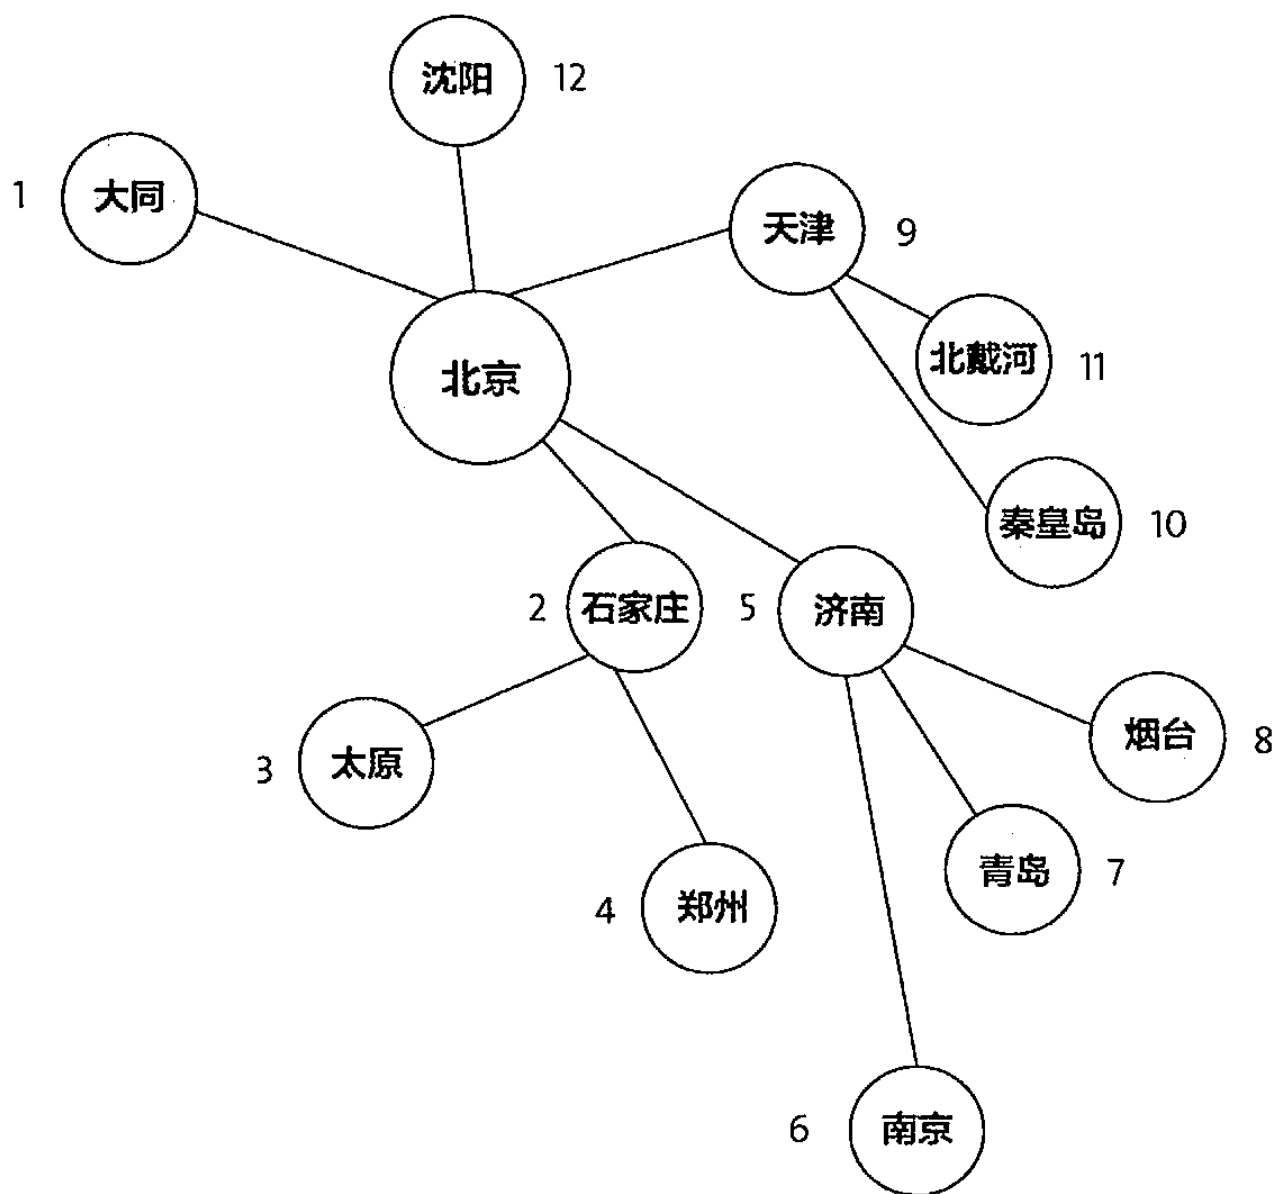 沈阳 12
1 大同
天津 9
北京
北戴河 11
秦皇岛 10
2 石家庄
5 济南
3 太原
烟台 8
4 郑州
青岛 7
6 南京